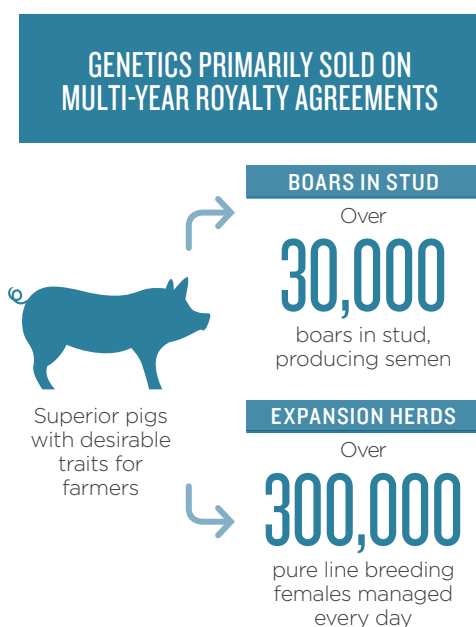 GENETICS PRIMARILY SOLD ON
MULTI-YEAR ROYALTY AGREEMENTS
Superior pigs
with desirable
traits for
farmers
BOARS IN STUD
Over
30,000
boars in stud,
producing semen
EXPANSION HERDS
Over
300,000
pure line breeding
females managed
every day